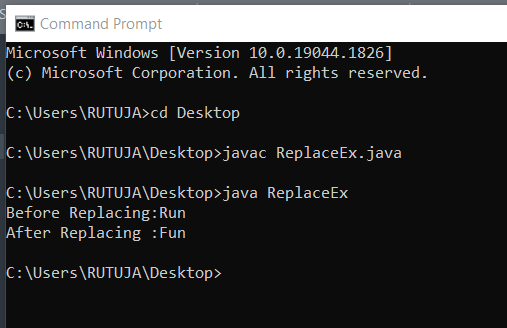 Command Prompt
Microsoft Windows [Version 10.0.19044.1826]
(c) Microsoft Corporation. All rights reserved.
C:\Users\RUTUJA>cd Desktop
C:\Users\RUTUJA\Desktop>javac ReplaceEx.java
C:\Users\RUTUJA\Desktop>java ReplaceEx
Before Replacing:Run
After Replacing :Fun
C:\Users\RUTUJA\Desktop>